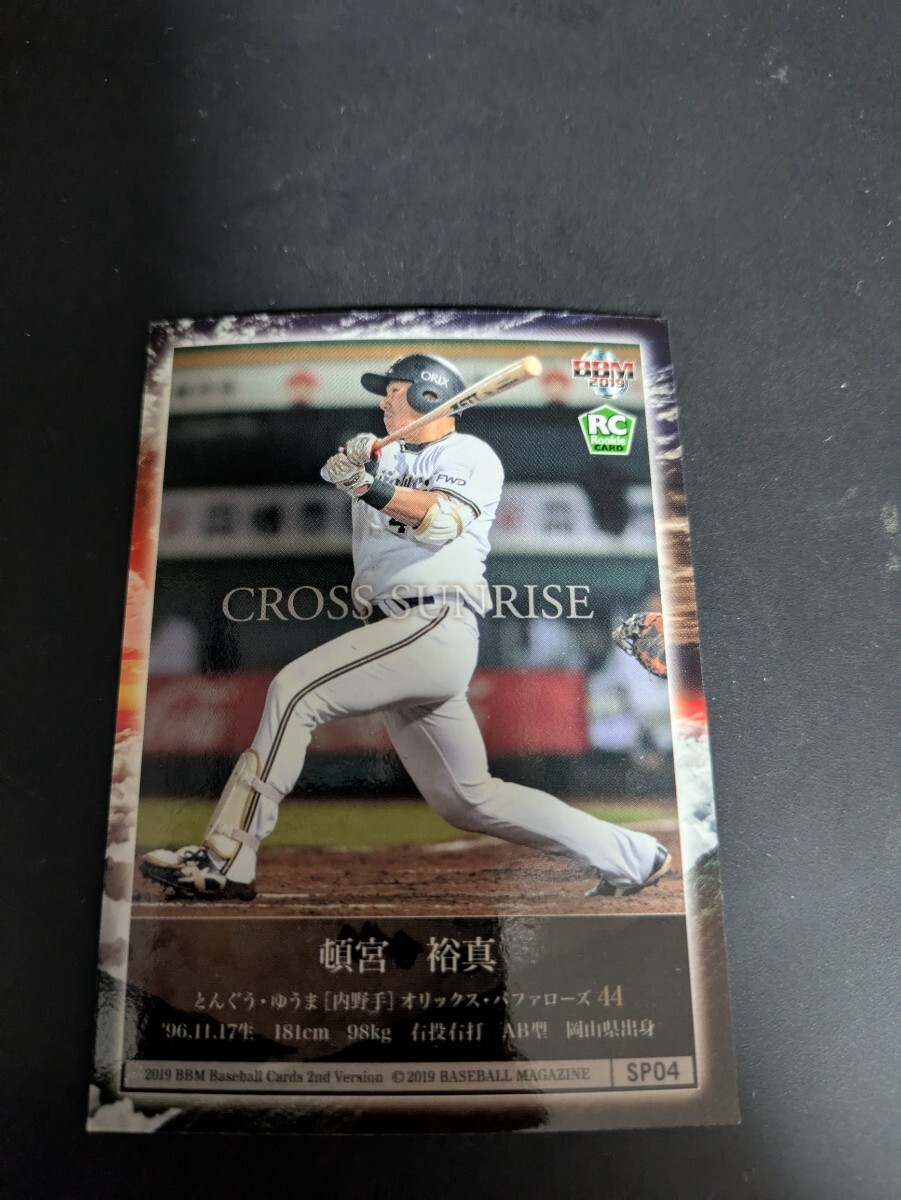 BBM
2019
RC
Rookie
CARD
ORIX
FWD
CROSS SUNRISE
頓宮 裕真
とんぐう・ゆうま [内野手] オリックス・バファローズ 44
'96.11.17生 181cm 98kg 右投右打 AB型 岡山県出身
2019 BBM Baseball Cards 2nd Version ©2019 BASEBALL MAGAZINE SP04